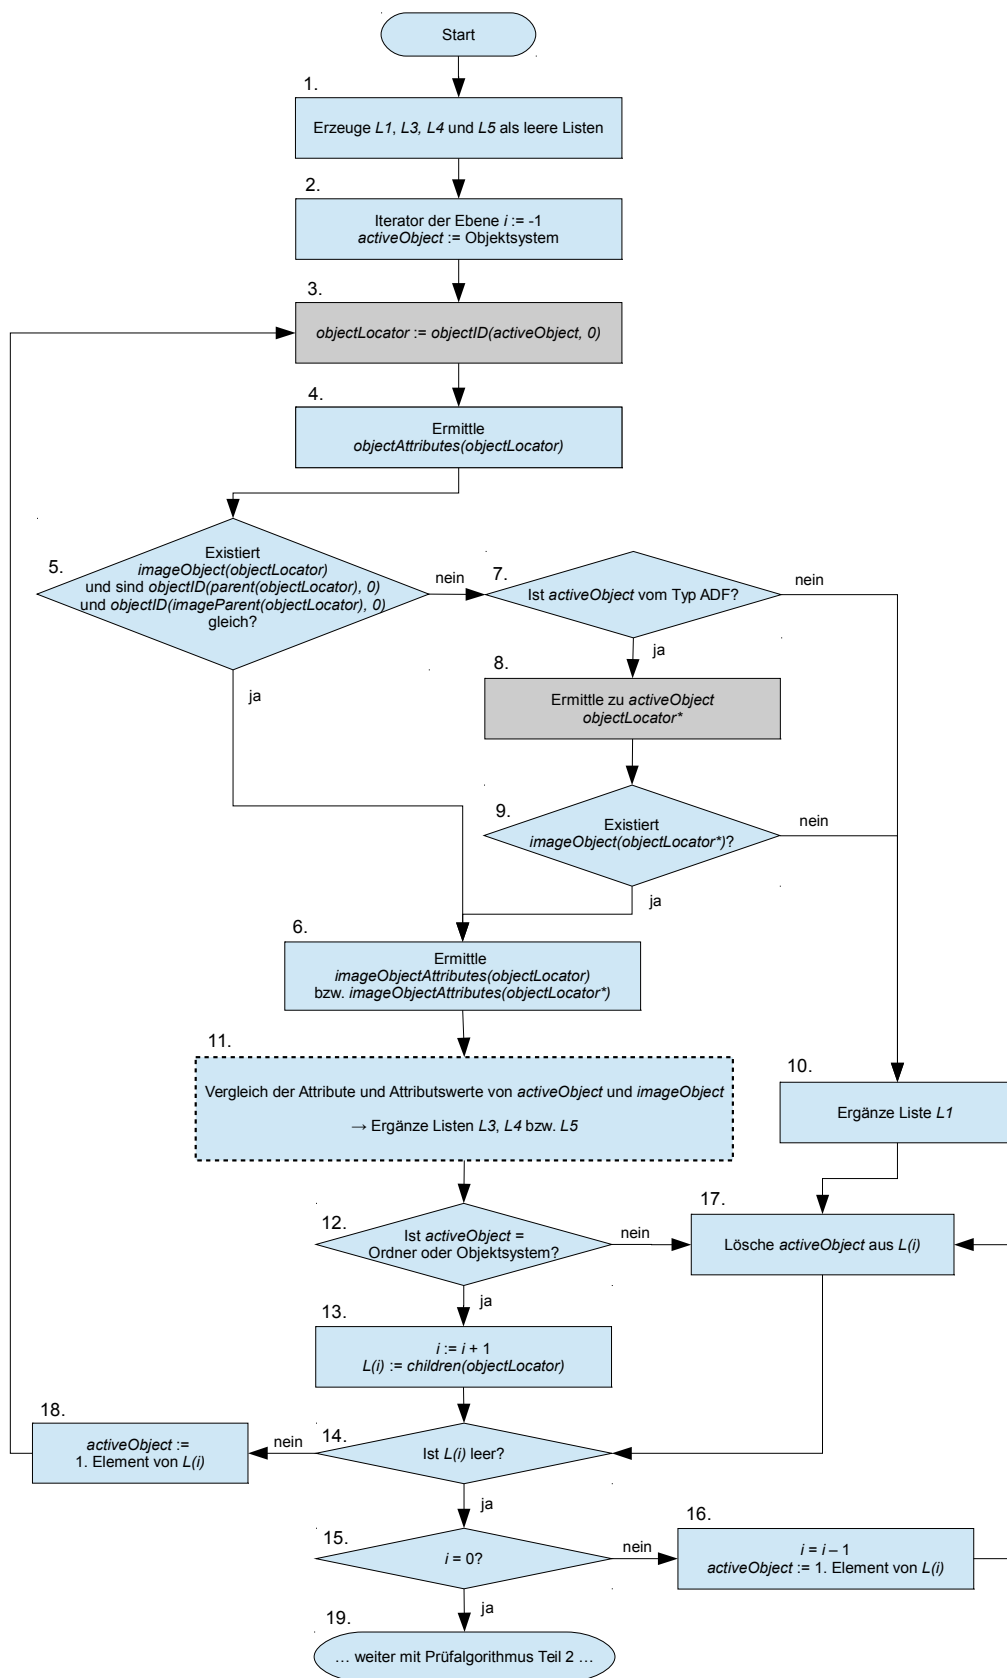 Start
1.
Erzeuge L1, L3, L4 und L5 als leere Listen
2.
Iterator der Ebene i := -1
activeObject := Objektsystem
3.
objectLocator := objectID(activeObject, 0)
4.
Ermittle
objectAttributes(objectLocator)
5.
Existiert
imageObject(objectLocator)
und sind objectID(parent(objectLocator), 0)
und objectID(imageParent(objectLocator), 0)
gleich?
nein
ja
7.
Ist activeObject vom Typ ADF?
nein
ja
8.
Ermittle zu activeObject
objectLocator*
9.
Existiert
imageObject(objectLocator*)?
nein
ja
6.
Ermittle
imageObjectAttributes(objectLocator)
bzw. imageObjectAttributes(objectLocator*)
11.
Vergleich der Attribute und Attributswerte von activeObject und imageObject
→ Ergänze Listen L3, L4 bzw. L5
10.
Ergänze Liste L1
12.
Ist activeObject =
Ordner oder Objektsystem?
nein
ja
17.
Lösche activeObject aus L(i)
13.
i := i + 1
L(i) := children(objectLocator)
18.
activeObject :=
1. Element von L(i)
nein
14.
Ist L(i) leer?
ja
15.
i = 0?
nein
ja
16.
i = i – 1
activeObject := 1. Element von L(i)
19.
... weiter mit Prüfalgorithmus Teil 2 ...